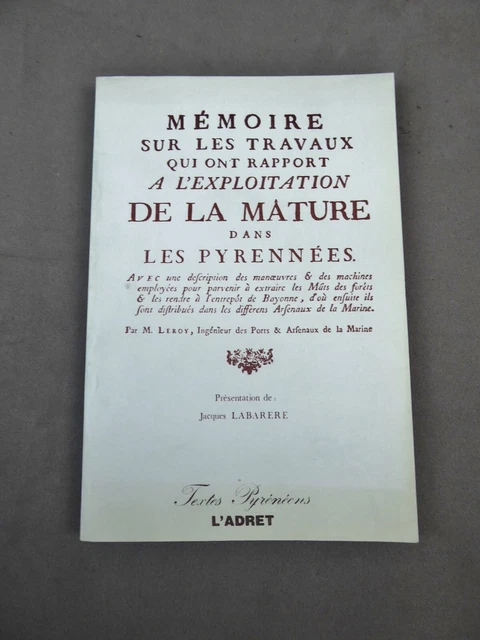 MÉMOIRE
SUR LES TRAVAUX
QUI ONT RAPPORT
A L'EXPLOITATION
DE LA MÂTURE
DANS
LES PYRENNÉES.
AVEC une deſcription des manœuvres & des machines
employées pour parvenir à extraire les Mâts des forêts
& les rendre à l'entrepôt de Bayonne, d'où enſuite ils
ſont diſtribués dans les différens Arſenaux de la Marine.
Par M. LEROY, Ingénieur des Ports & Arſenaux de la Marine
Présentation de :
Jacques LABARERE
Textes Pyrénéens
L'ADRET